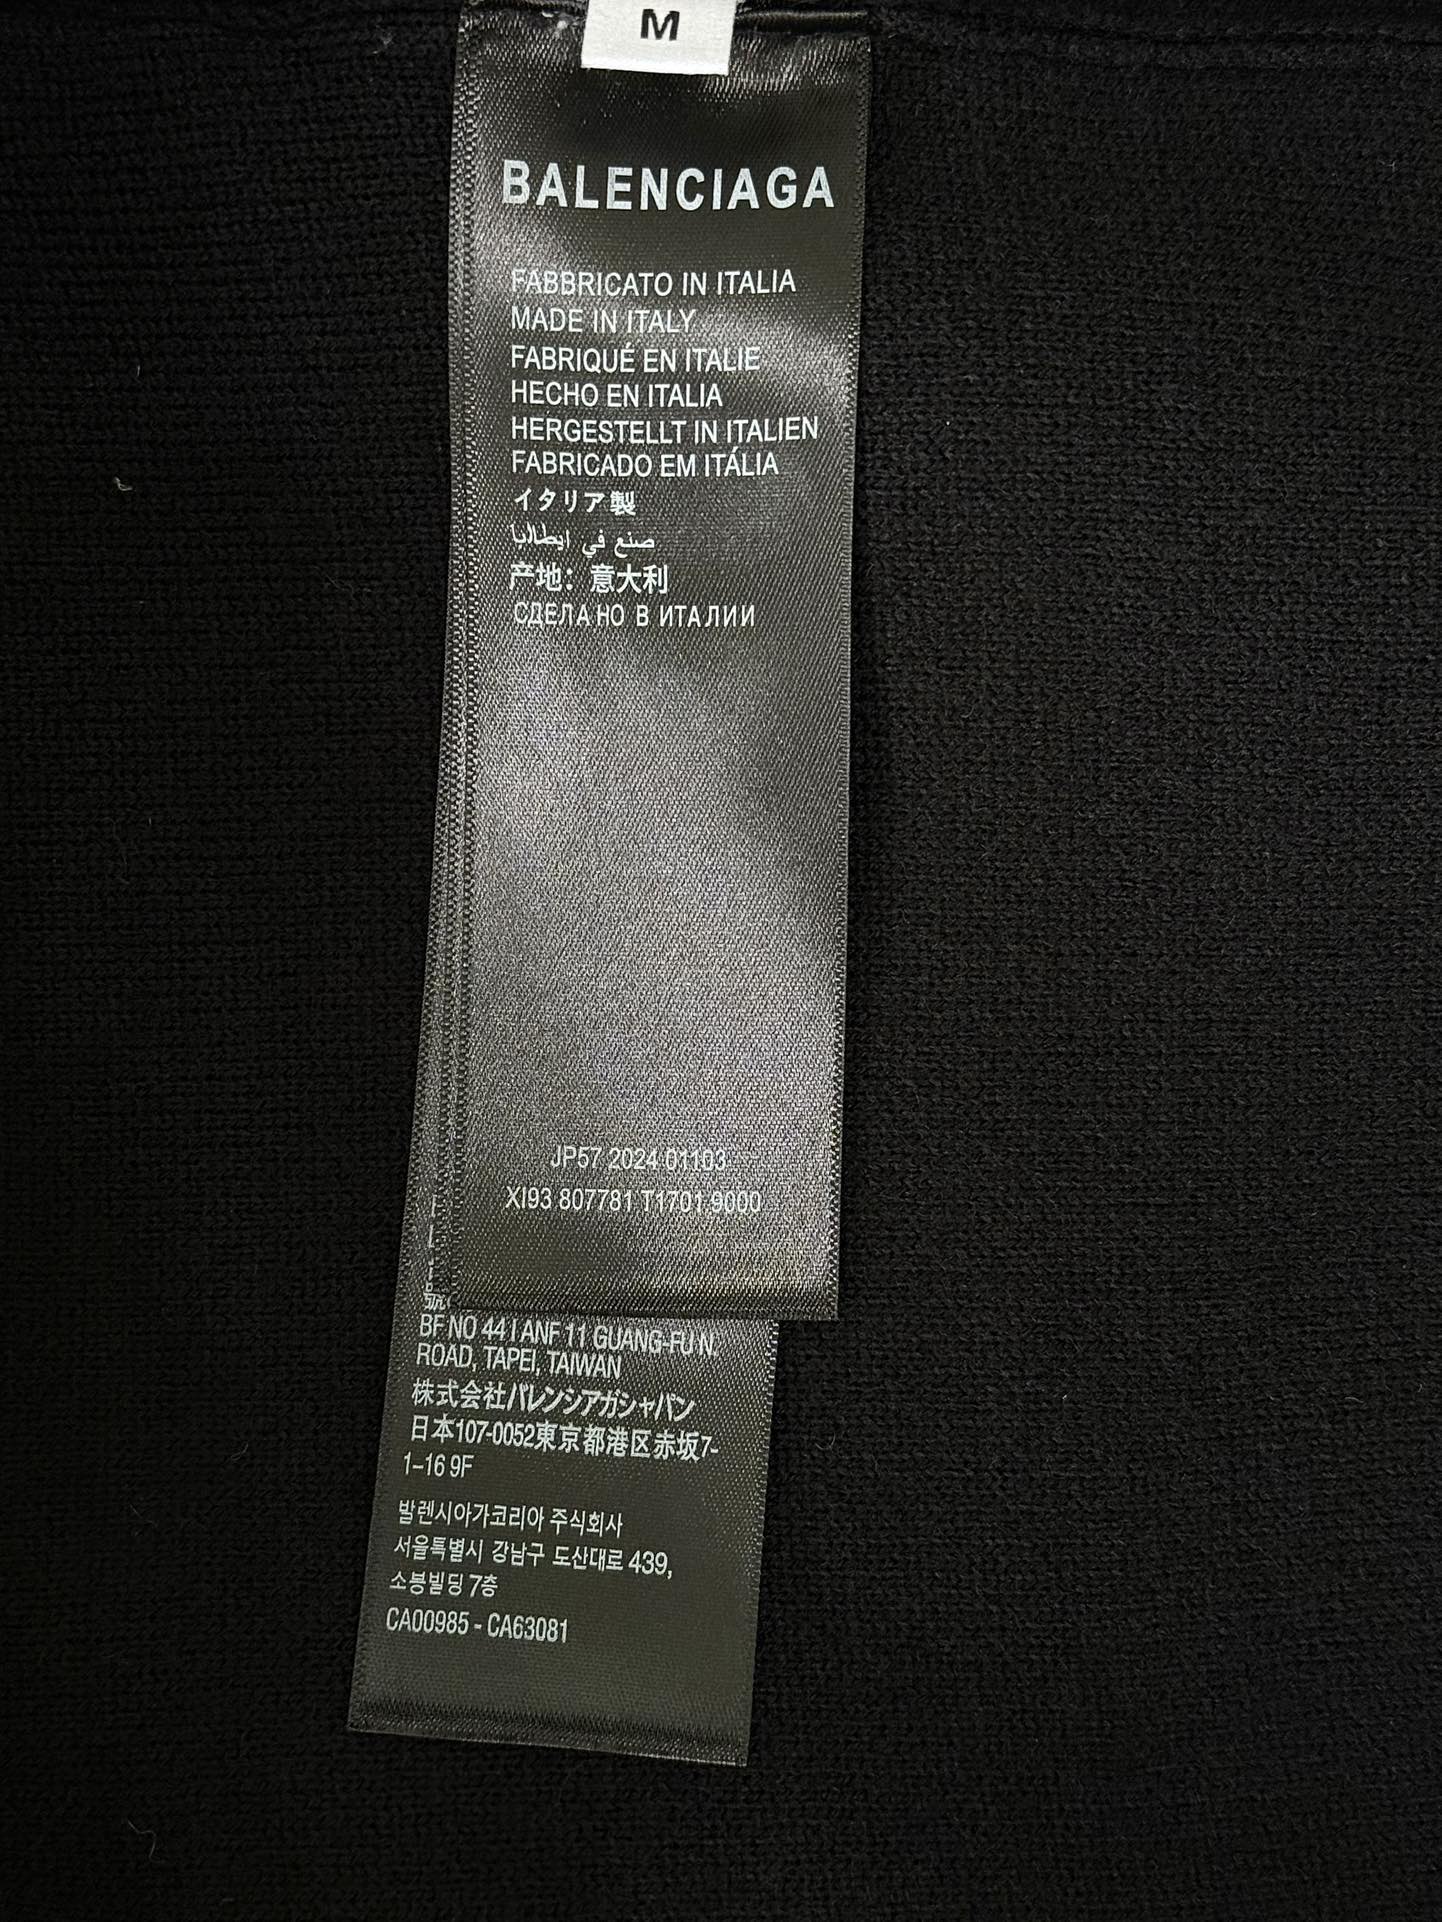 M
BALENCIAGA
FABBRICATO IN ITALIA
MADE IN ITALY
FABRIQUÉ EN ITALIE
HECHO EN ITALIA
HERGESTELLT IN ITALIEN
FABRICADO EM ITÁLIA
イタリア製
صنع في ايطاليا
产地：意大利
СДЕЛАНО В ИТАЛИИ
JP57 2024 01103
XI93 807781 T1701 9000
BF NO 44 LANF 11 GUANG-FU N.
ROAD, TAPEI, TAIWAN
株式会社バレンシアガジャパン
日本107-0052東京都港区赤坂7-
1-16 9F
발렌시아가코리아 주식회사
서울특별시 강남구 도산대로 439,
소봉빌딩 7층
CA00985 - CA63081